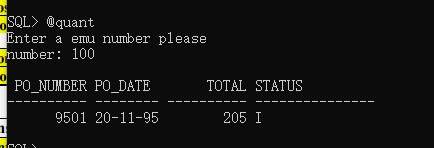 SQL> @quant
Enter a emu number please
number: 100
PO_NUMBER PO_DATE TOTAL STATUS
---------- -------- ---------- ---------------
9501 20-11-95 205 I
SQL>